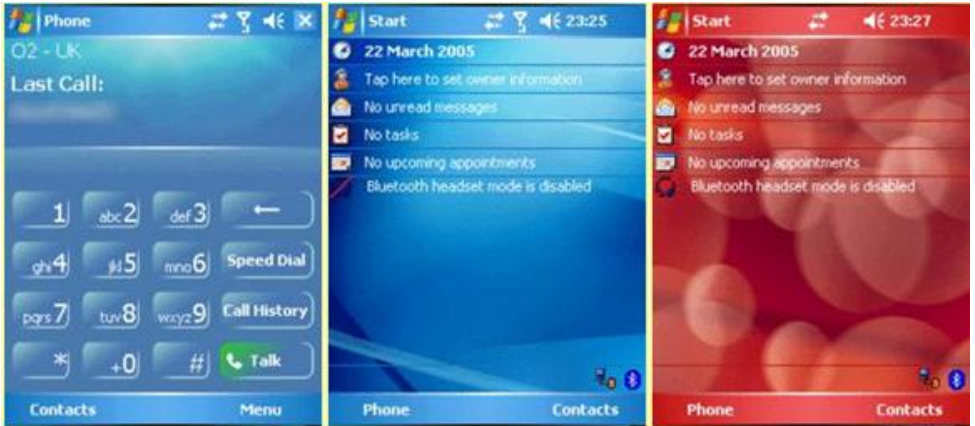 Phone
O2 - UK
Last Call:
1
abc 2
def 3
ghi 4
jkl 5
mno 6
Speed Dial
pqrs 7
tuv 8
wxyz 9
Call History
*
+0
#
Talk
Contacts
Menu
Start
23:25
22 March 2005
Tap here to set owner information
No unread messages
No tasks
No upcoming appointments
Bluetooth headset mode is disabled
Phone
Contacts
Start
23:27
22 March 2005
Tap here to set owner information
No unread messages
No tasks
No upcoming appointments
Bluetooth headset mode is disabled
Phone
Contacts